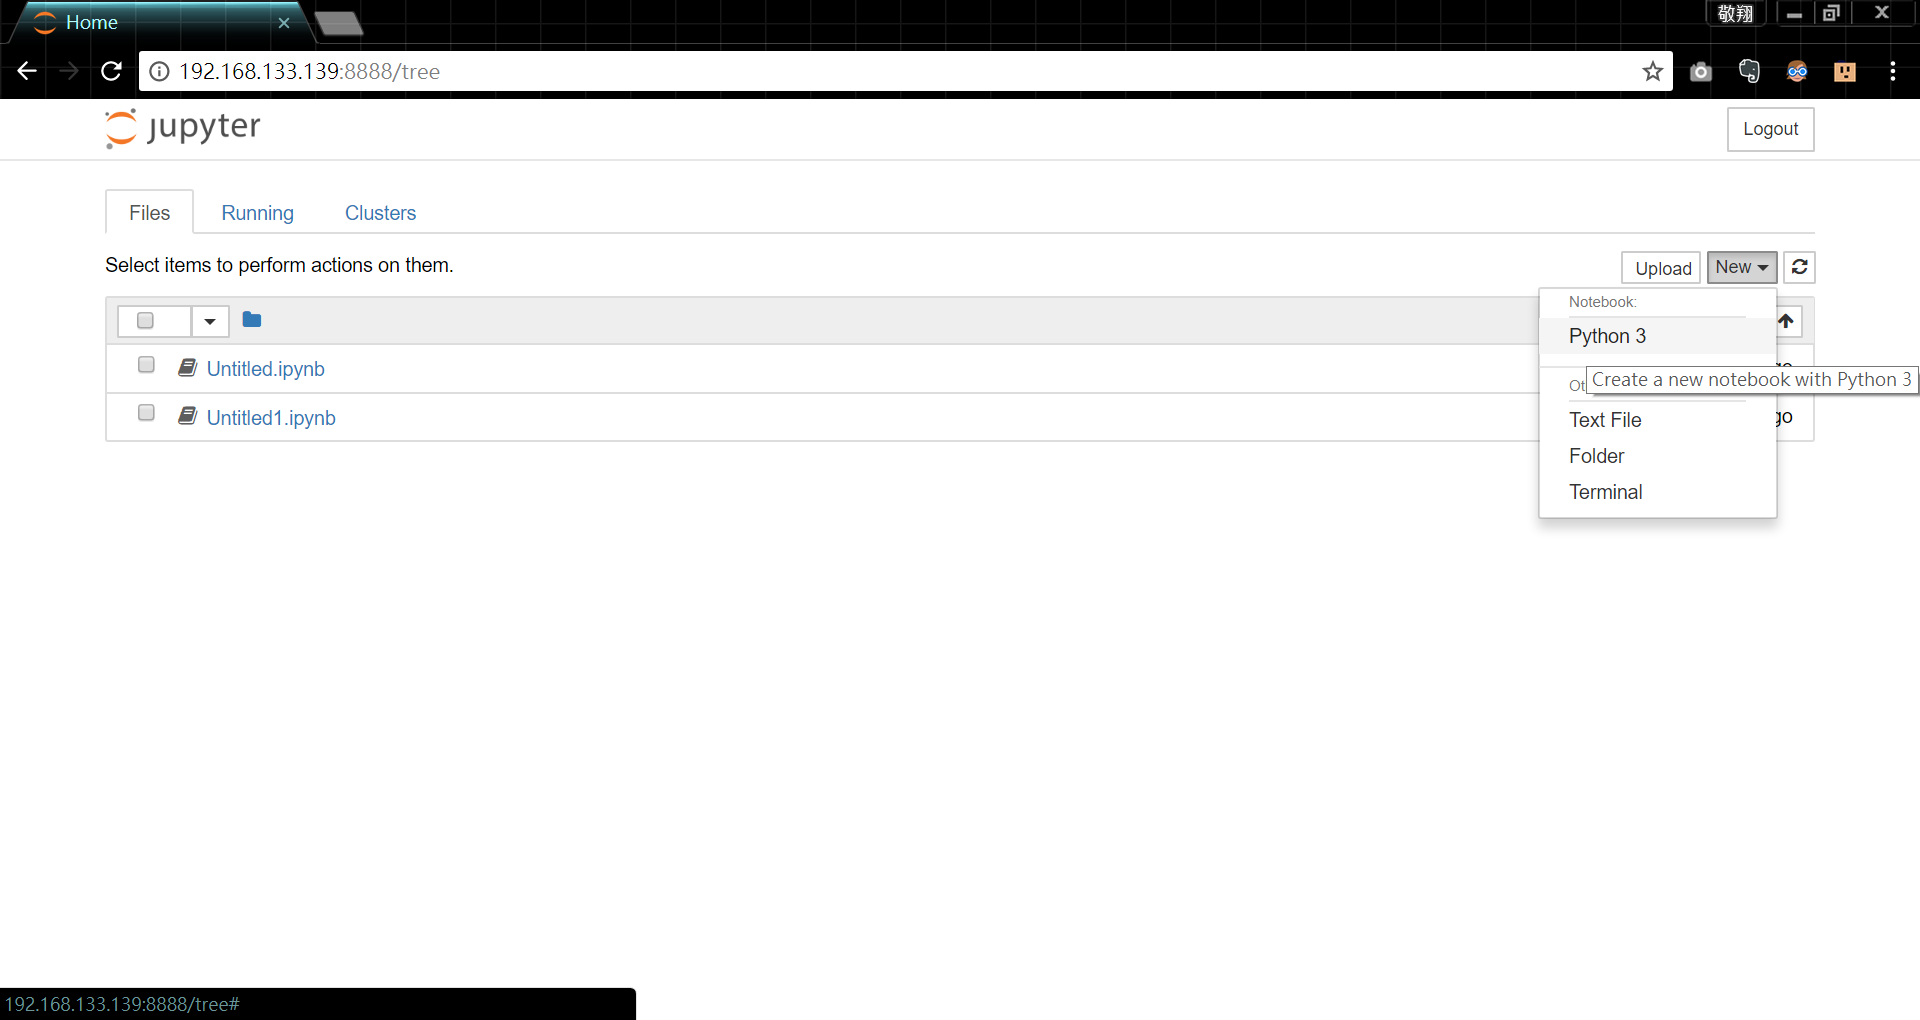 Home
敬翔
192.168.133.139:8888/tree
jupyter
Logout
Files
Running
Clusters
Select items to perform actions on them.
Upload
New
Notebook:
Python 3
Untitled.ipynb
Create a new notebook with Python 3
Untitled1.ipynb
Text File
Folder
Terminal
192.168.133.139:8888/tree#